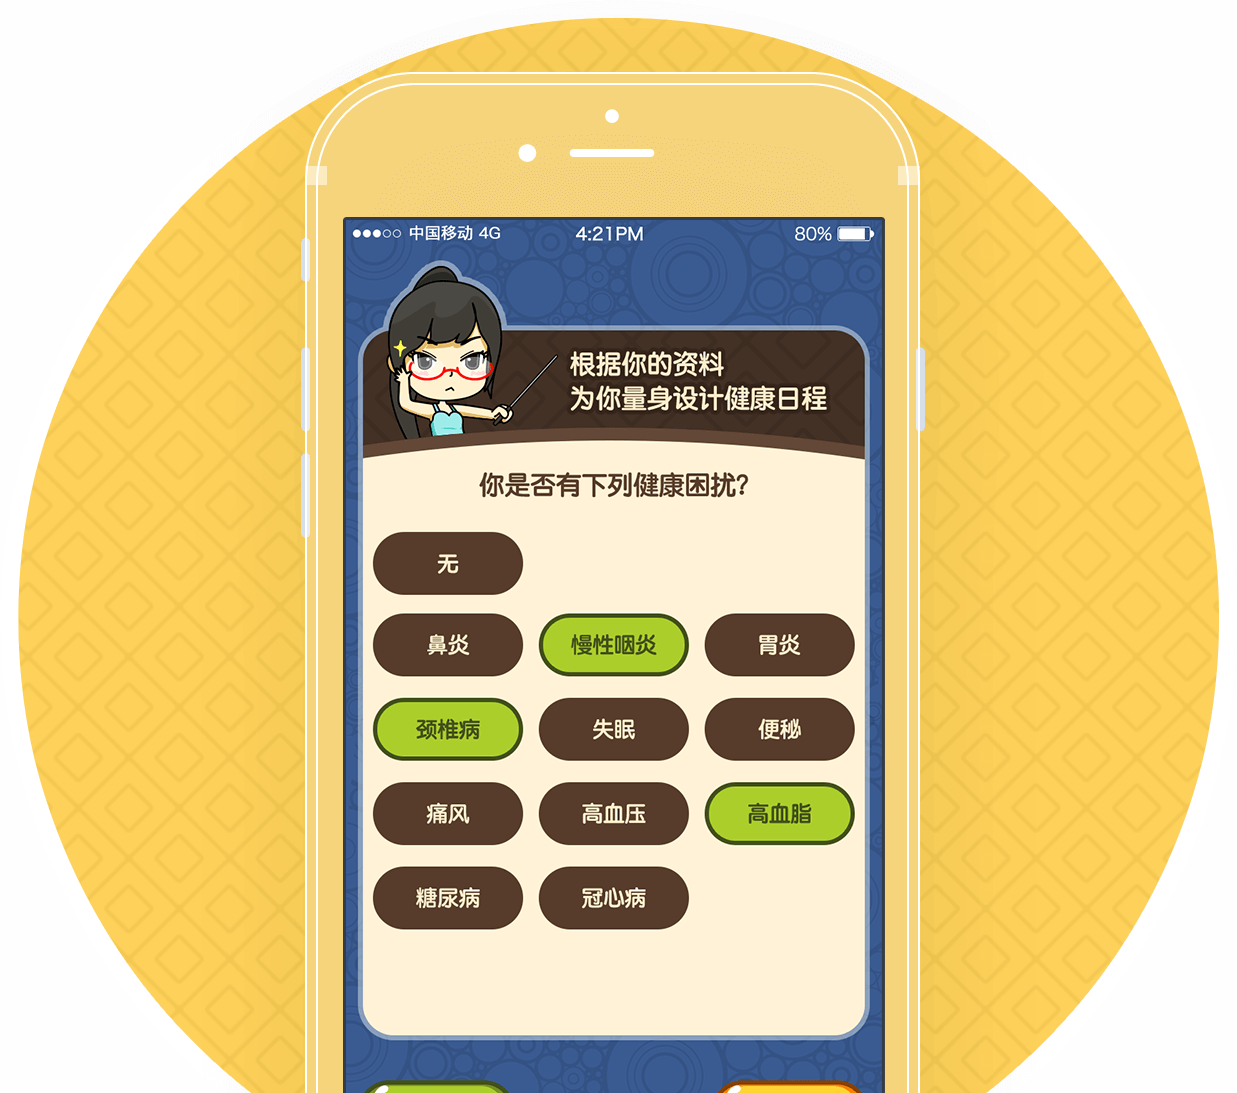 中国移动 4G 4:21PM 80%
根据你的资料
为你量身设计健康日程
你是否有下列健康困扰?
无
鼻炎 慢性咽炎 胃炎
颈椎病 失眠 便秘
痛风 高血压 高血脂
糖尿病 冠心病